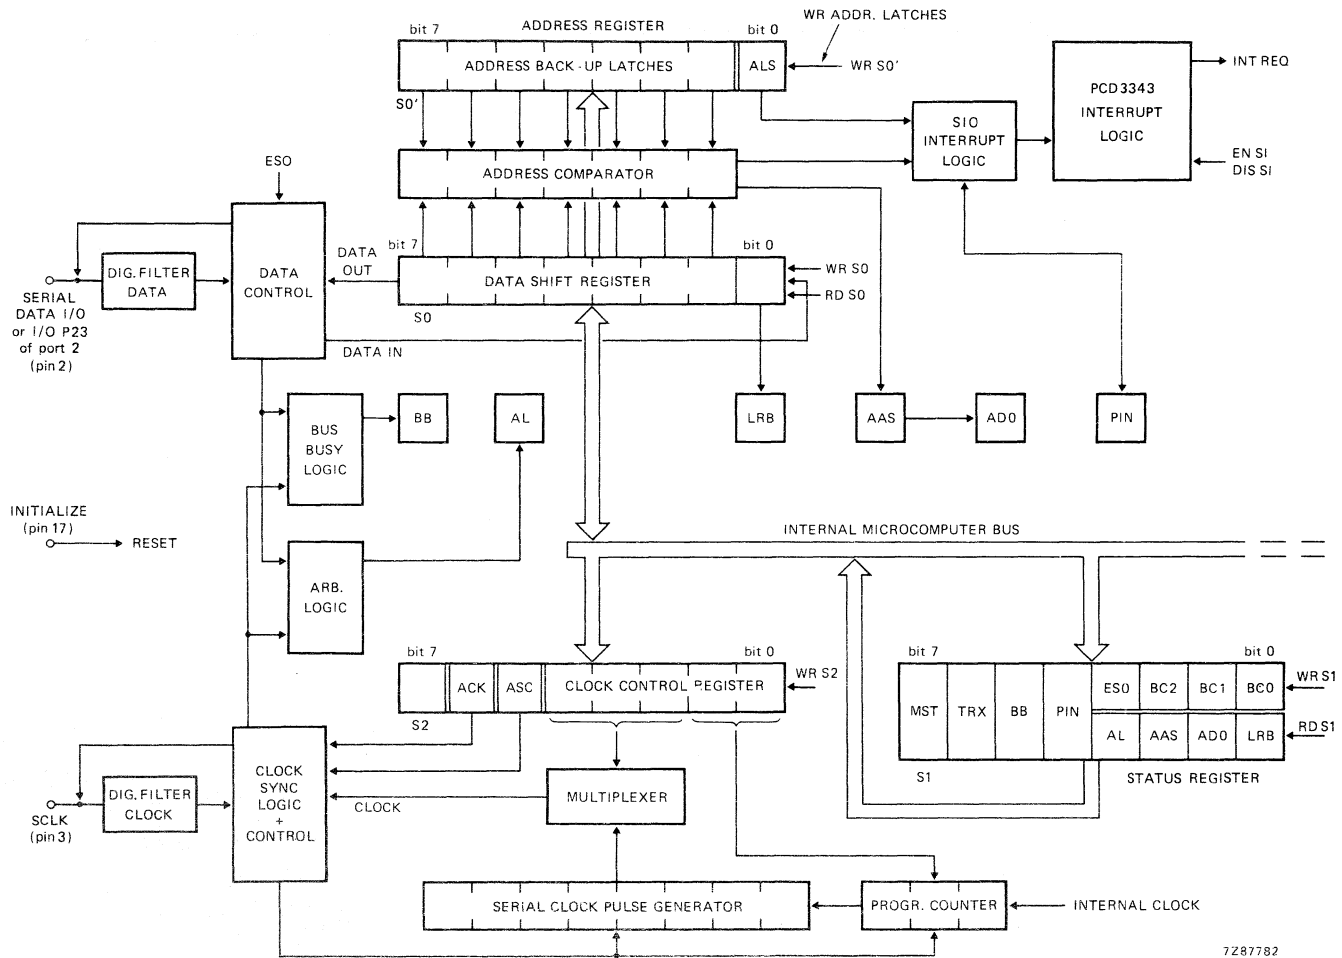 ADDRESS REGISTER
bit 7
bit 0
WR ADDR. LATCHES
ADDRESS BACK-UP LATCHES
ALS
WR S0'
S0'
SIO
INTERRUPT
LOGIC
PCD3343
INTERRUPT
LOGIC
INT REQ
EN SI
DIS SI
ADDRESS COMPARATOR
ESO
DATA
CONTROL
DIG. FILTER
DATA
SERIAL
DATA I/O
or I/O P23
of port 2
(pin 2)
DATA
OUT
bit 7
bit 0
DATA SHIFT REGISTER
WR S0
RD S0
S0
DATA IN
BUS
BUSY
LOGIC
BB
AL
LRB
AAS
AD0
PIN
INITIALIZE
(pin 17)
RESET
ARB.
LOGIC
INTERNAL MICROCOMPUTER BUS
bit 7
bit 0
ACK
ASC
CLOCK CONTROL REGISTER
WR S2
S2
bit 7
bit 0
MST
TRX
BB
PIN
ES0
BC2
BC1
BC0
WR S1
AL
AAS
AD0
LRB
RD S1
S1
STATUS REGISTER
CLOCK
SYNC
LOGIC
+
CONTROL
DIG. FILTER
CLOCK
SCLK
(pin 3)
CLOCK
MULTIPLEXER
SERIAL CLOCK PULSE GENERATOR
PROGR. COUNTER
INTERNAL CLOCK
7Z87782